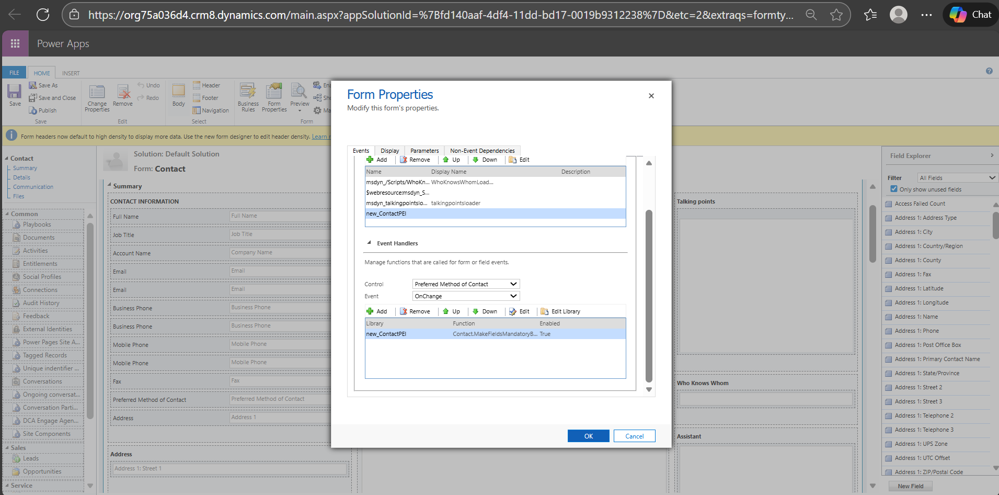 https://org75a036d4.crm8.dynamics.com/main.aspx?appSolutionId=%7Bfd140aaf-4df4-11dd-bd17-0019b9312238%7D&etc=2&extraqs=formty...
Chat
Power Apps
FILE
HOME
INSERT
Save
Save As
Save and Close
Publish
Save
Change Properties
Remove
Undo
Redo
Edit
Body
Header
Footer
Navigation
Select
Business Rules
Form Properties
Preview
Form
Form headers now default to high density to display more data. Use the new form designer to edit header density. Learn
Contact
Summary
Details
Communication
Files
Common
Playbooks
Documents
Activities
Entitlements
Social Profiles
Connections
Audit History
Feedback
External Identities
Power Pages Site A...
Tagged Records
Unique indentifier ...
Conversations
Ongoing conversat...
Conversation Parti...
DCA Engage Agen...
Site Components
Sales
Leads
Opportunities
Service
Solution: Default Solution
Form: Contact
Summary
CONTACT INFORMATION
Full Name Full Name
Job Title Job Title
Account Name Company Name
Email Email
Email Email
Business Phone Business Phone
Business Phone Business Phone
Mobile Phone Mobile Phone
Mobile Phone Mobile Phone
Fax Fax
Preferred Method of Contact Preferred Method of Contact
Address Address 1
Address
Address 1: Street 1
Form Properties
Modify this form's properties.
Events Display Parameters Non-Event Dependencies
Add Remove Up Down Edit
Name Display Name Description
msdyn_/Scripts/WhoKn... WhoKnowsWhomLoad...
$webresource:msdyn_S...
msdyn_talkingpointslo... talkingpointsloader
new_ContactPEI
Event Handlers
Manage functions that are called for form or field events.
Control Preferred Method of Contact
Event OnChange
Add Remove Up Down Edit Edit Library
Library Function Enabled
new_ContactPEI Contact.MakeFieldsMandatoryB... True
OK Cancel
Talking points
Who Knows Whom
Assistant
Field Explorer
Filter All Fields
Only show unused fields
Access Failed Count
Address 1: Address Type
Address 1: City
Address 1: Country/Region
Address 1: County
Address 1: Fax
Address 1: Latitude
Address 1: Longitude
Address 1: Name
Address 1: Phone
Address 1: Post Office Box
Address 1: Primary Contact Name
Address 1: State/Province
Address 1: Street 2
Address 1: Street 3
Address 1: Telephone 2
Address 1: Telephone 3
Address 1: UPS Zone
Address 1: UTC Offset
Address 1: ZIP/Postal Code
New Field